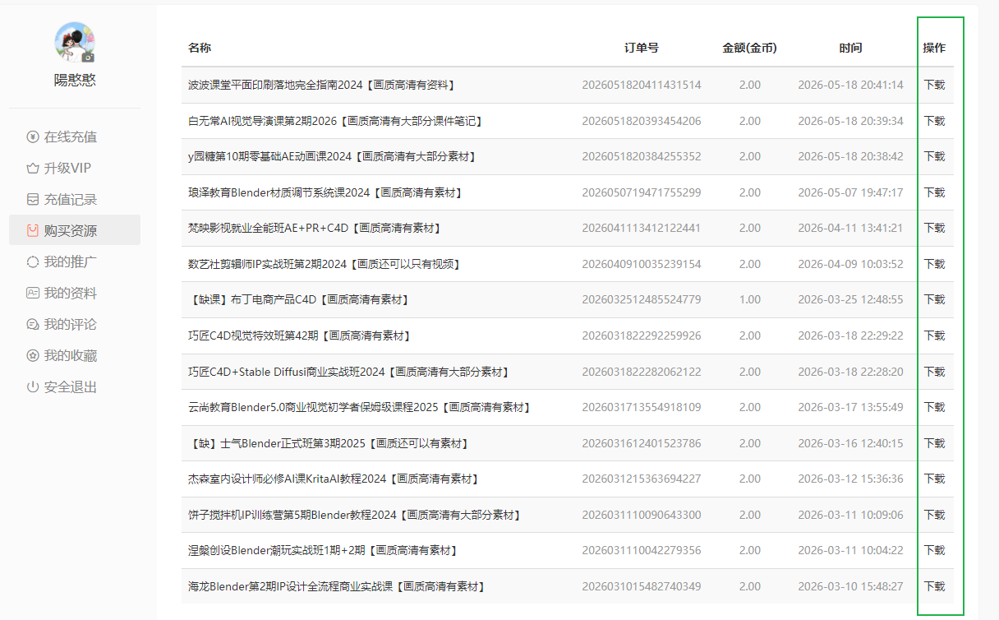 陽憨憨
在线充值
升级VIP
充值记录
购买资源
我的推广
我的资料
我的评论
我的收藏
安全退出
名称 订单号 金额(金币) 时间 操作
波波课堂平面印刷落地完全指南2024【画质高清有资料】 2026051820411431514 2.00 2026-05-18 20:41:14 下载
白无常AI视觉导演课第2期2026【画质高清有大部分课件笔记】 2026051820393454206 2.00 2026-05-18 20:39:34 下载
y园糖第10期零基础AE动画课2024【画质高清有大部分素材】 2026051820384255352 2.00 2026-05-18 20:38:42 下载
琅泽教育Blender材质调节系统课2024【画质高清有素材】 2026050719471755299 2.00 2026-05-07 19:47:17 下载
梵映影视就业全能班AE+PR+C4D【画质高清有素材】 2026041113412122441 2.00 2026-04-11 13:41:21 下载
数艺社剪辑师IP实战班第2期2024【画质还可以只有视频】 2026040910035239154 2.00 2026-04-09 10:03:52 下载
【缺课】布丁电商产品C4D【画质高清有素材】 2026032512485524779 1.00 2026-03-25 12:48:55 下载
巧匠C4D视觉特效班第42期【画质高清有素材】 2026031822292259926 2.00 2026-03-18 22:29:22 下载
巧匠C4D+Stable Diffusi商业实战班2024【画质高清有大部分素材】 2026031822282062122 2.00 2026-03-18 22:28:20 下载
云尚教育Blender5.0商业视觉初学者保姆级课程2025【画质高清有素材】 2026031713554918109 2.00 2026-03-17 13:55:49 下载
【缺】士气Blender正式班第3期2025【画质还可以有素材】 2026031612401523786 2.00 2026-03-16 12:40:15 下载
杰森室内设计师必修AI课KritaAI教程2024【画质高清有素材】 2026031215363694227 2.00 2026-03-12 15:36:36 下载
饼子搅拌机IP训练营第5期Blender教程2024【画质高清有大部分素材】 2026031110090643300 2.00 2026-03-11 10:09:06 下载
涅槃创设Blender潮玩实战班1期+2期【画质高清有素材】 2026031110042279356 2.00 2026-03-11 10:04:22 下载
海龙Blender第2期IP设计全流程商业实战课【画质高清有素材】 2026031015482740349 2.00 2026-03-10 15:48:27 下载